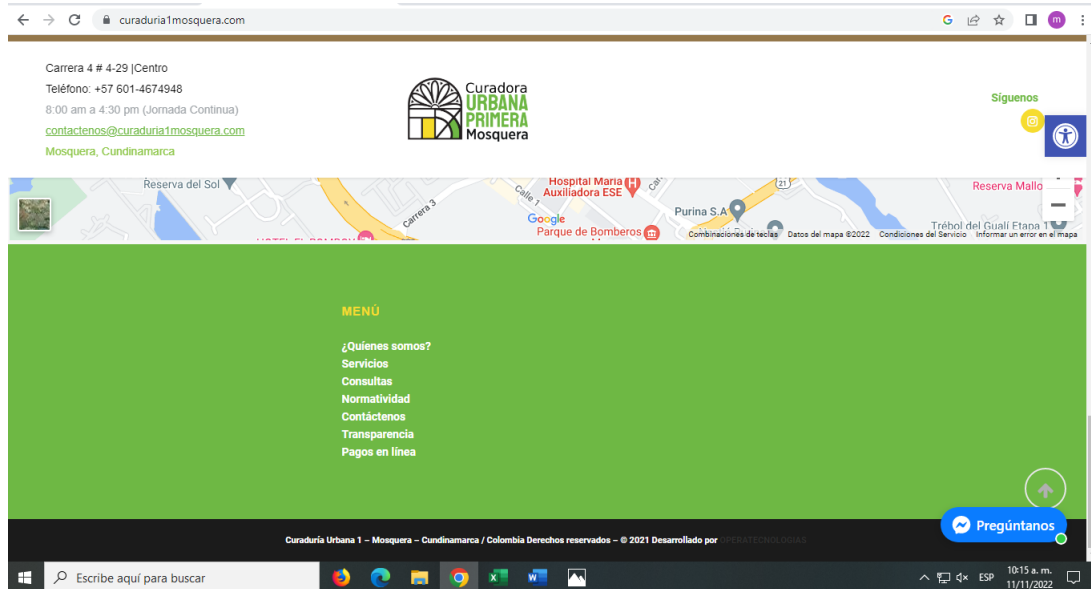 curaduria1mosquera.com
G
m
Carrera 4 # 4-29 |Centro
Teléfono: +57 601-4674948
8:00 am a 4:30 pm (Jornada Continua)
contactenos@curaduria1mosquera.com
Mosquera, Cundinamarca
Curadora
URBANA
PRIMERA
Mosquera
Síguenos
Reserva del Sol
Carrera 3
Calle 1
Hospital María
Auxiliadora ESE
Google
Parque de Bomberos
Purina S.A
21
Reserva Mallo
Trébol del Gualí Etapa 1
Combinaciones de teclas Datos del mapa ©2022 Condiciones del Servicio Informar un error en el mapa
MENÚ
¿Quíenes somos?
Servicios
Consultas
Normatividad
Contáctenos
Transparencia
Pagos en línea
Pregúntanos
Curaduría Urbana 1 – Mosquera – Cundinamarca / Colombia Derechos reservados – © 2021 Desarrollado por OPERATECNOLOGIAS
Escribe aquí para buscar
ESP
10:15 a. m.
11/11/2022